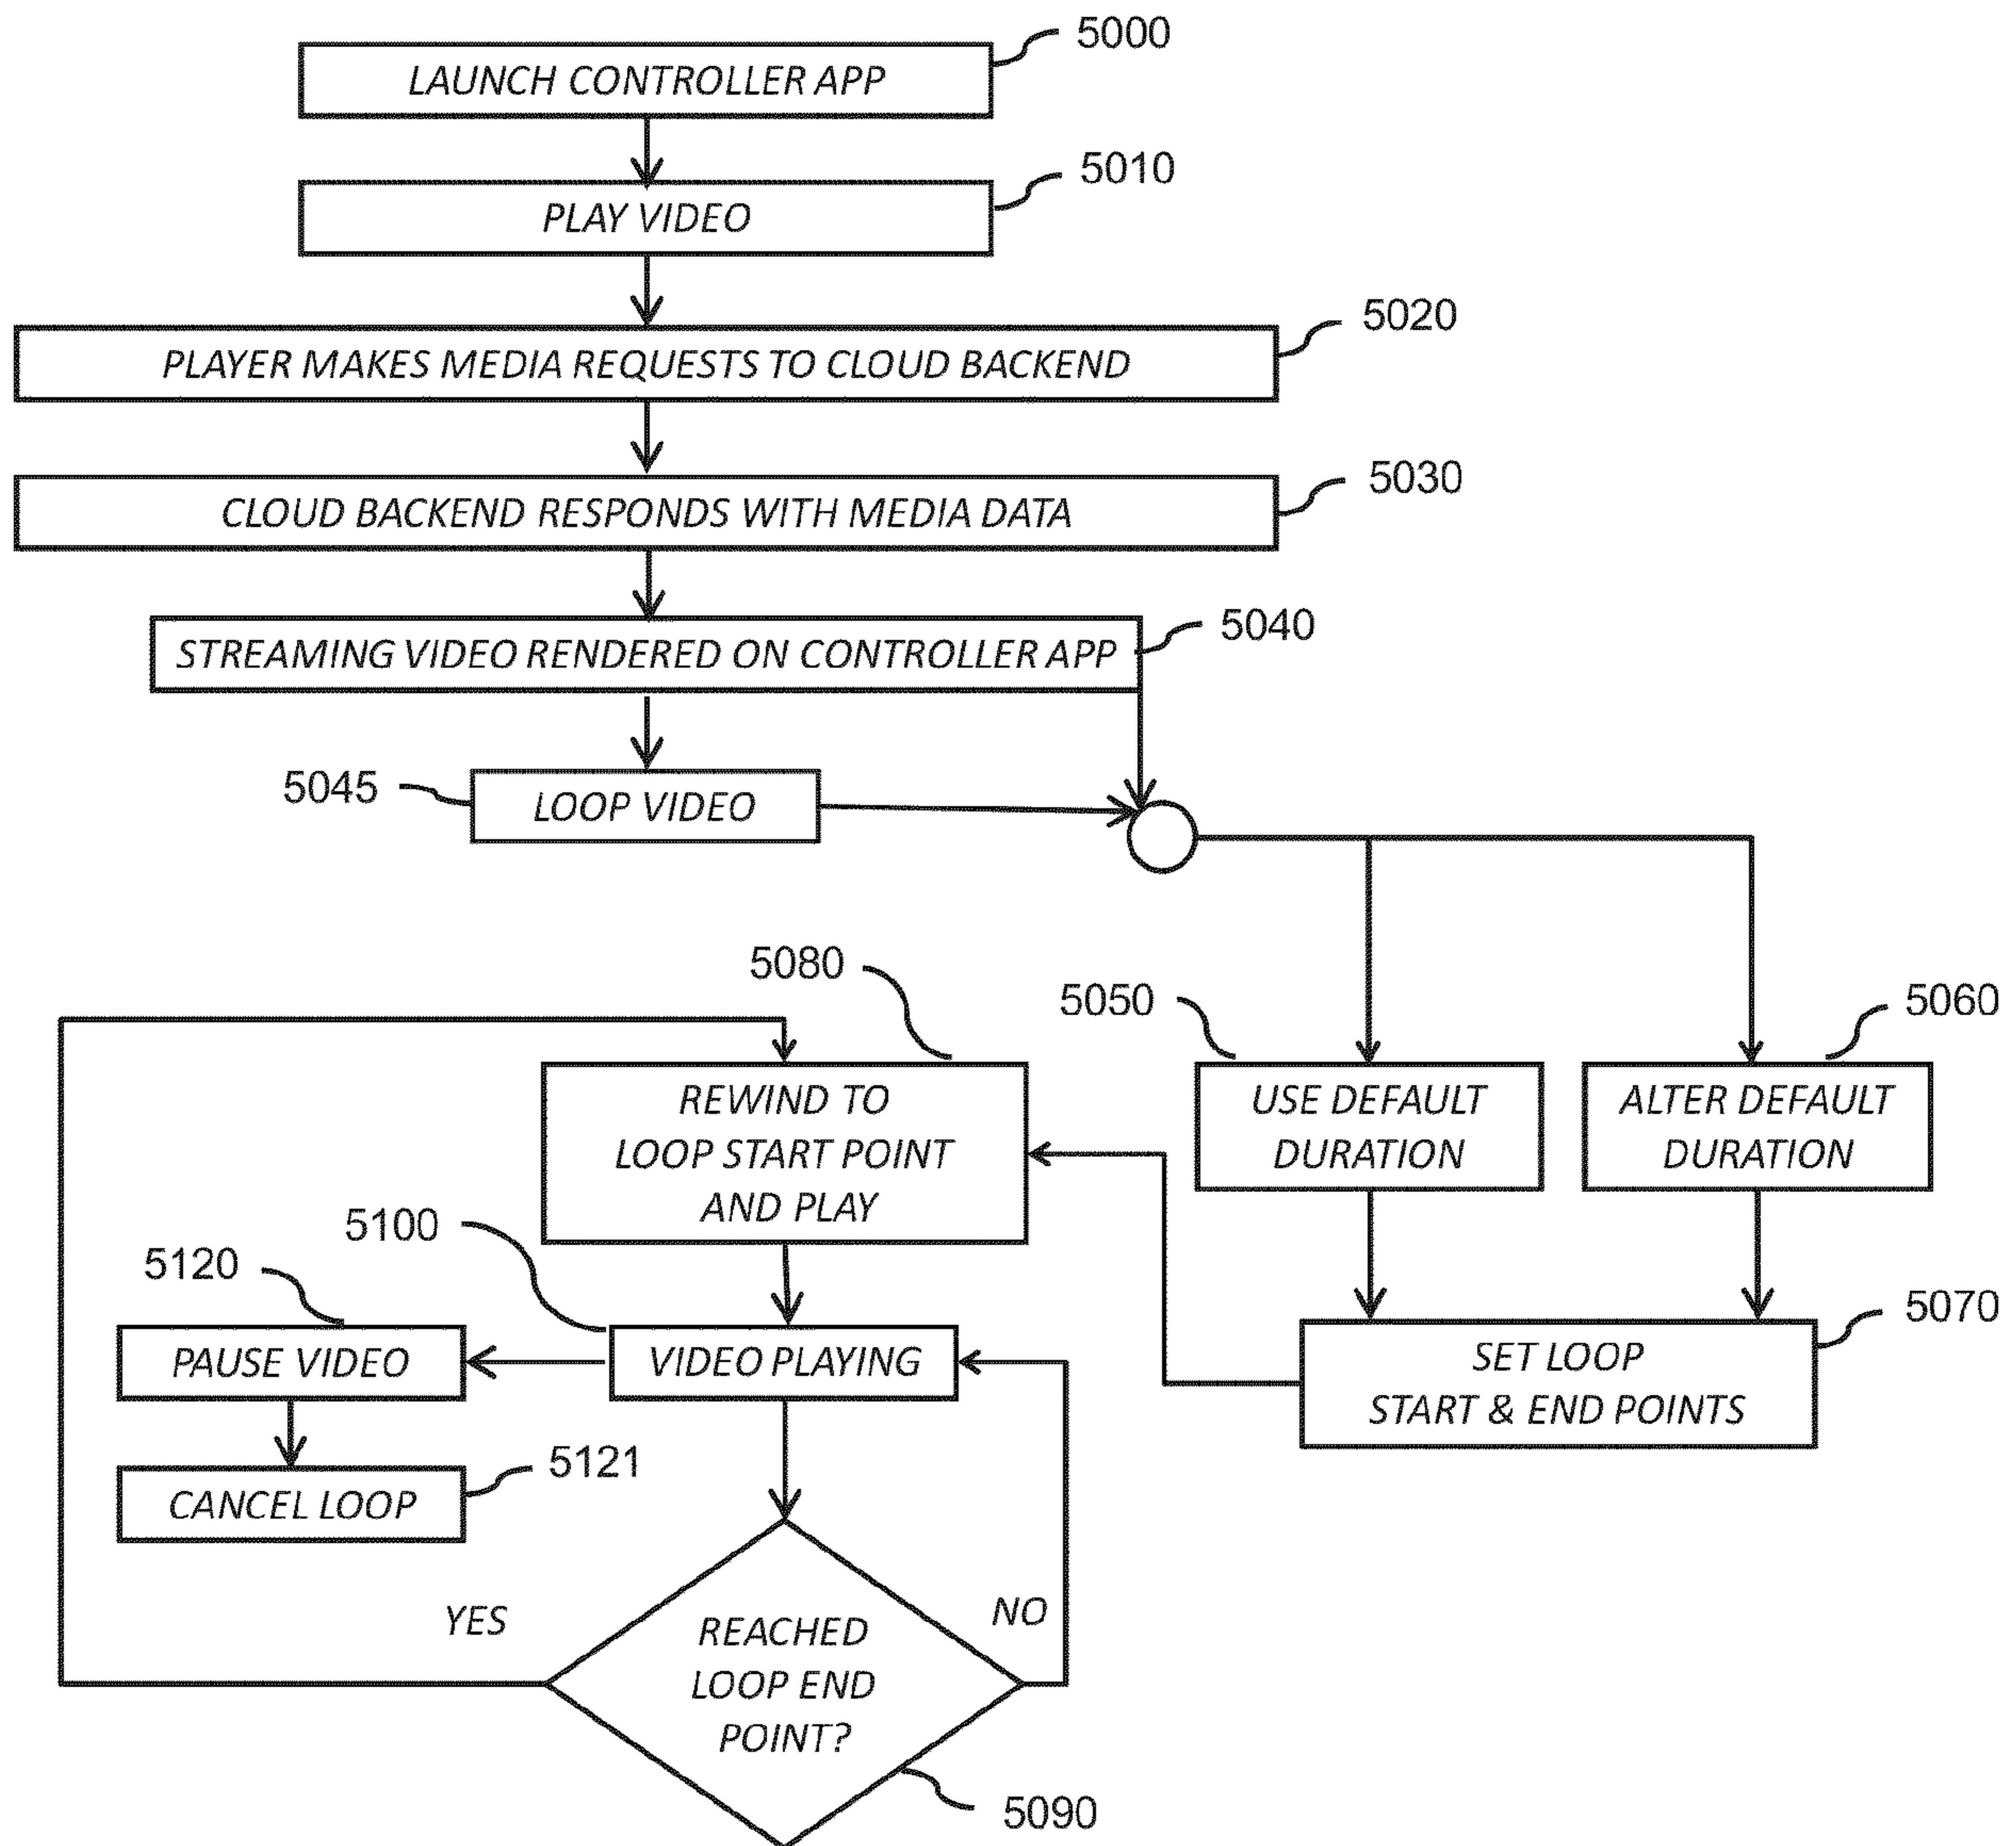 5000
LAUNCH CONTROLLER APP
5010
PLAY VIDEO
5020
PLAYER MAKES MEDIA REQUESTS TO CLOUD BACKEND
5030
CLOUD BACKEND RESPONDS WITH MEDIA DATA
5040
STREAMING VIDEO RENDERED ON CONTROLLER APP
5045
LOOP VIDEO
5080
REWIND TO
LOOP START POINT
AND PLAY
5050
USE DEFAULT
DURATION
5060
ALTER DEFAULT
DURATION
5100
5120
PAUSE VIDEO
VIDEO PLAYING
5070
SET LOOP
START & END POINTS
5121
CANCEL LOOP
YES
NO
REACHED
LOOP END
POINT?
5090